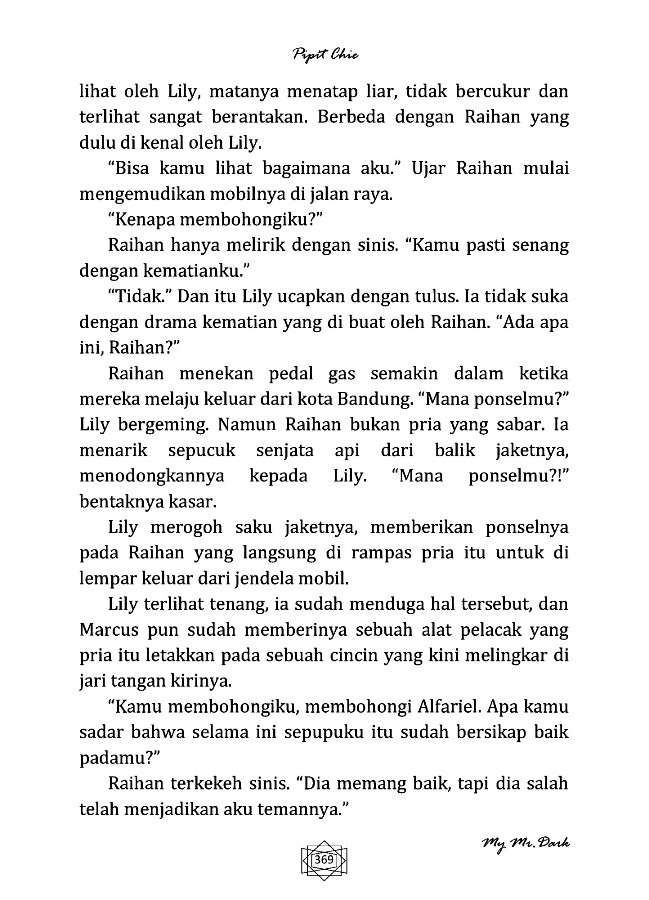 Pipit Chie
lihat oleh Lily, matanya menatap liar, tidak bercukur dan
terlihat sangat berantakan. Berbeda dengan Raihan yang
dulu di kenal oleh Lily.
“Bisa kamu lihat bagaimana aku.” Ujar Raihan mulai
mengemudikan mobilnya di jalan raya.
“Kenapa membohongiku?”
Raihan hanya melirik dengan sinis. “Kamu pasti senang
dengan kematianku.”
“Tidak.” Dan itu Lily ucapkan dengan tulus. Ia tidak suka
dengan drama kematian yang di buat oleh Raihan. “Ada apa
ini, Raihan?”
Raihan menekan pedal gas semakin dalam ketika
mereka melaju keluar dari kota Bandung. “Mana ponselmu?”
Lily bergeming. Namun Raihan bukan pria yang sabar. Ia
menarik sepucuk senjata api dari balik jaketnya,
menodongkannya kepada Lily. “Mana ponselmu?!”
bentaknya kasar.
Lily merogoh saku jaketnya, memberikan ponselnya
pada Raihan yang langsung di rampas pria itu untuk di
lempar keluar dari jendela mobil.
Lily terlihat tenang, ia sudah menduga hal tersebut, dan
Marcus pun sudah memberinya sebuah alat pelacak yang
pria itu letakkan pada sebuah cincin yang kini melingkar di
jari tangan kirinya.
“Kamu membohongiku, membohongi Alfariel. Apa kamu
sadar bahwa selama ini sepupuku itu sudah bersikap baik
padamu?”
Raihan terkekeh sinis. “Dia memang baik, tapi dia salah
telah menjadikan aku temannya.”
My Mr. Dark
369